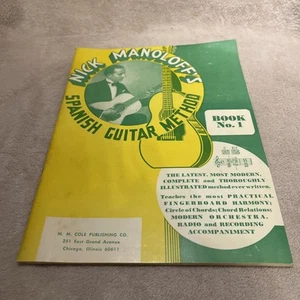 NICK MANOLOFF'S
SPANISH GUITAR METHOD
BOOK
No. 1
THE LATEST, MOST MODERN,
COMPLETE and THOROUGHLY
ILLUSTRATED method ever written.
Teaches the most PRACTICAL
FINGERBOARD HARMONY;
Circle of Chords; Chord Relations;
MODERN ORCHESTRA,
RADIO and RECORDING
ACCOMPANIMENT
M. M. COLE PUBLISHING CO.
251 East Grand Avenue
Chicago, Illinois 60611